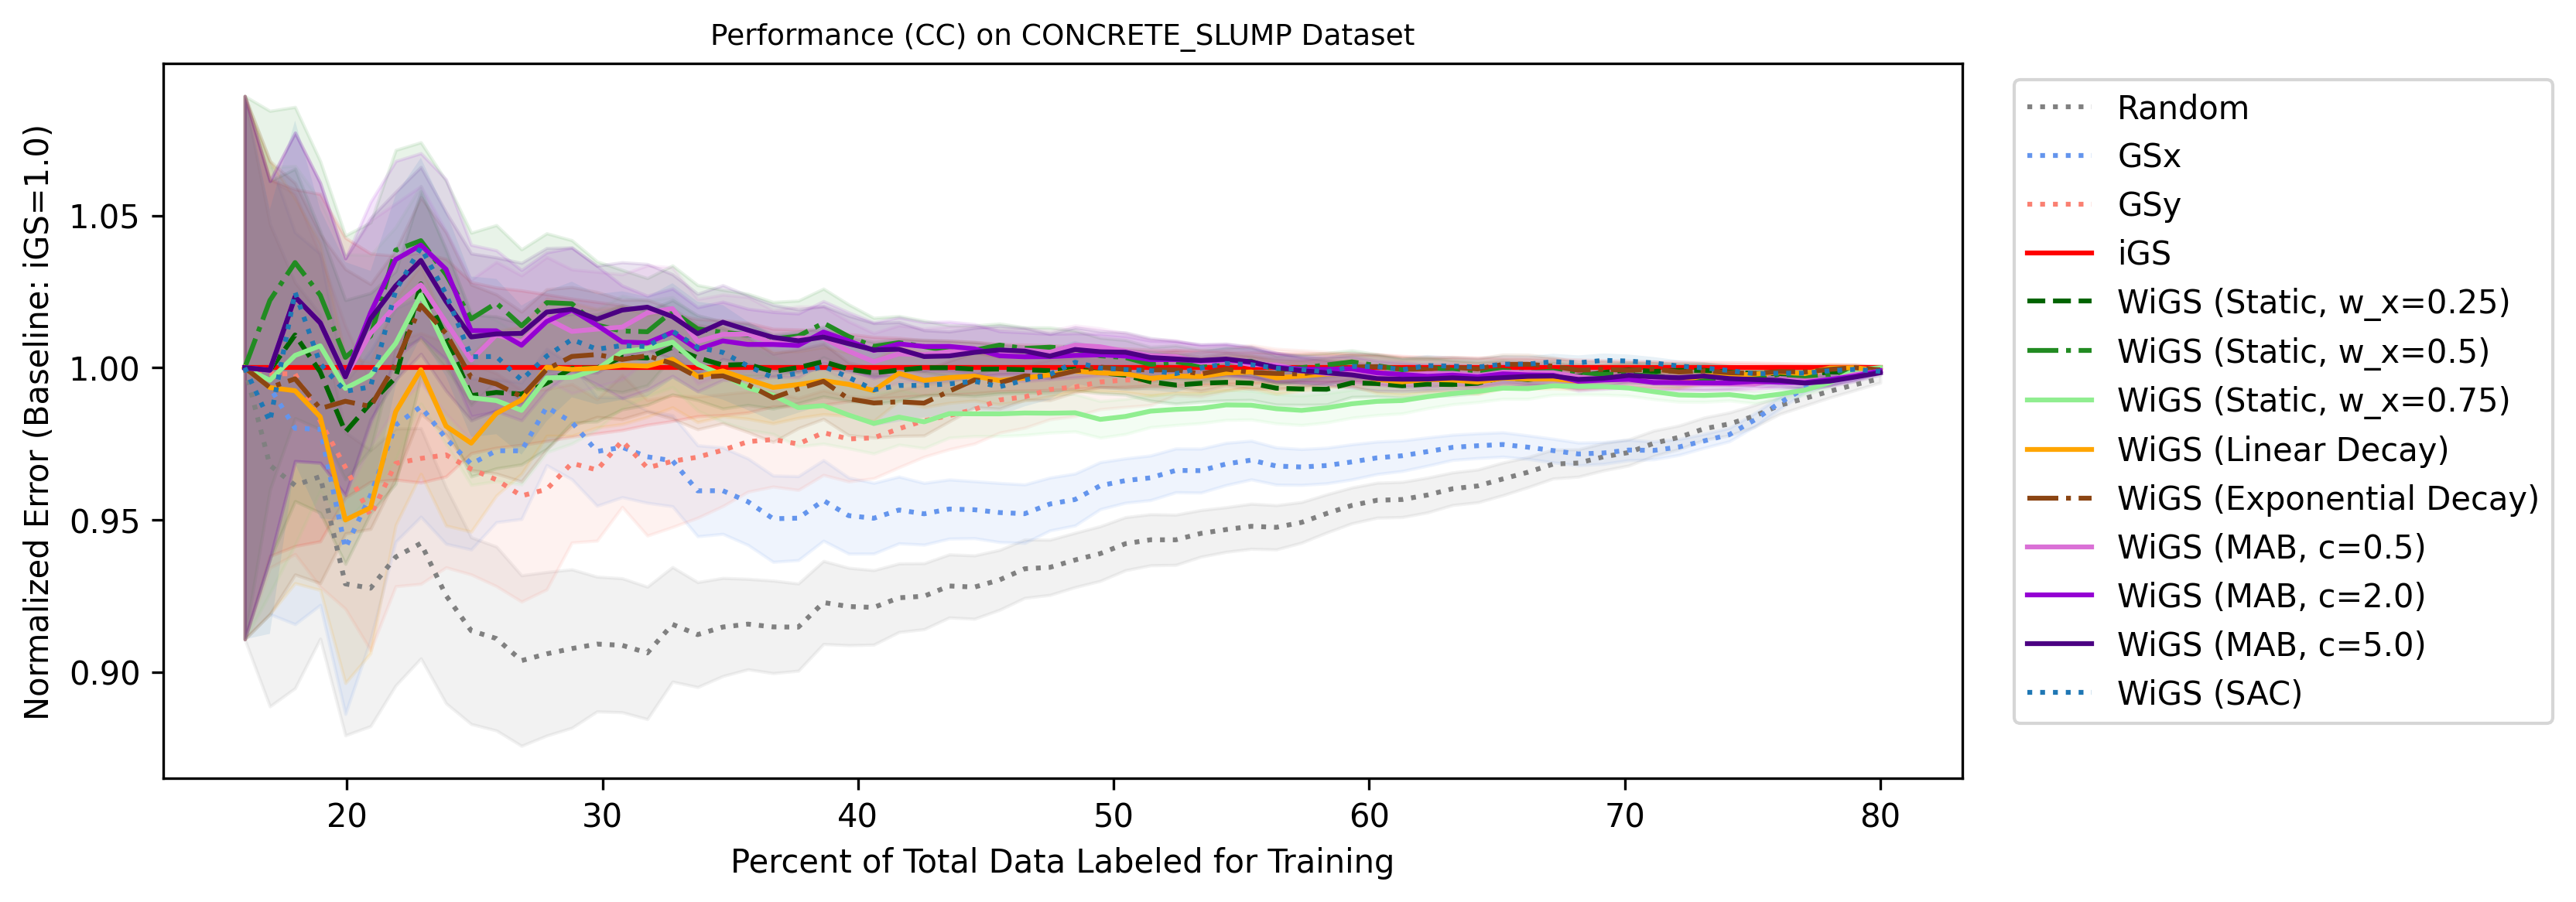 Performance (CC) on CONCRETE_SLUMP Dataset
Normalized Error (Baseline: iGS=1.0)
1.05
1.00
0.95
0.90
20 30 40 50 60 70 80
Percent of Total Data Labeled for Training
Random
GSx
GSy
iGS
WiGS (Static, w_x=0.25)
WiGS (Static, w_x=0.5)
WiGS (Static, w_x=0.75)
WiGS (Linear Decay)
WiGS (Exponential Decay)
WiGS (MAB, c=0.5)
WiGS (MAB, c=2.0)
WiGS (MAB, c=5.0)
WiGS (SAC)